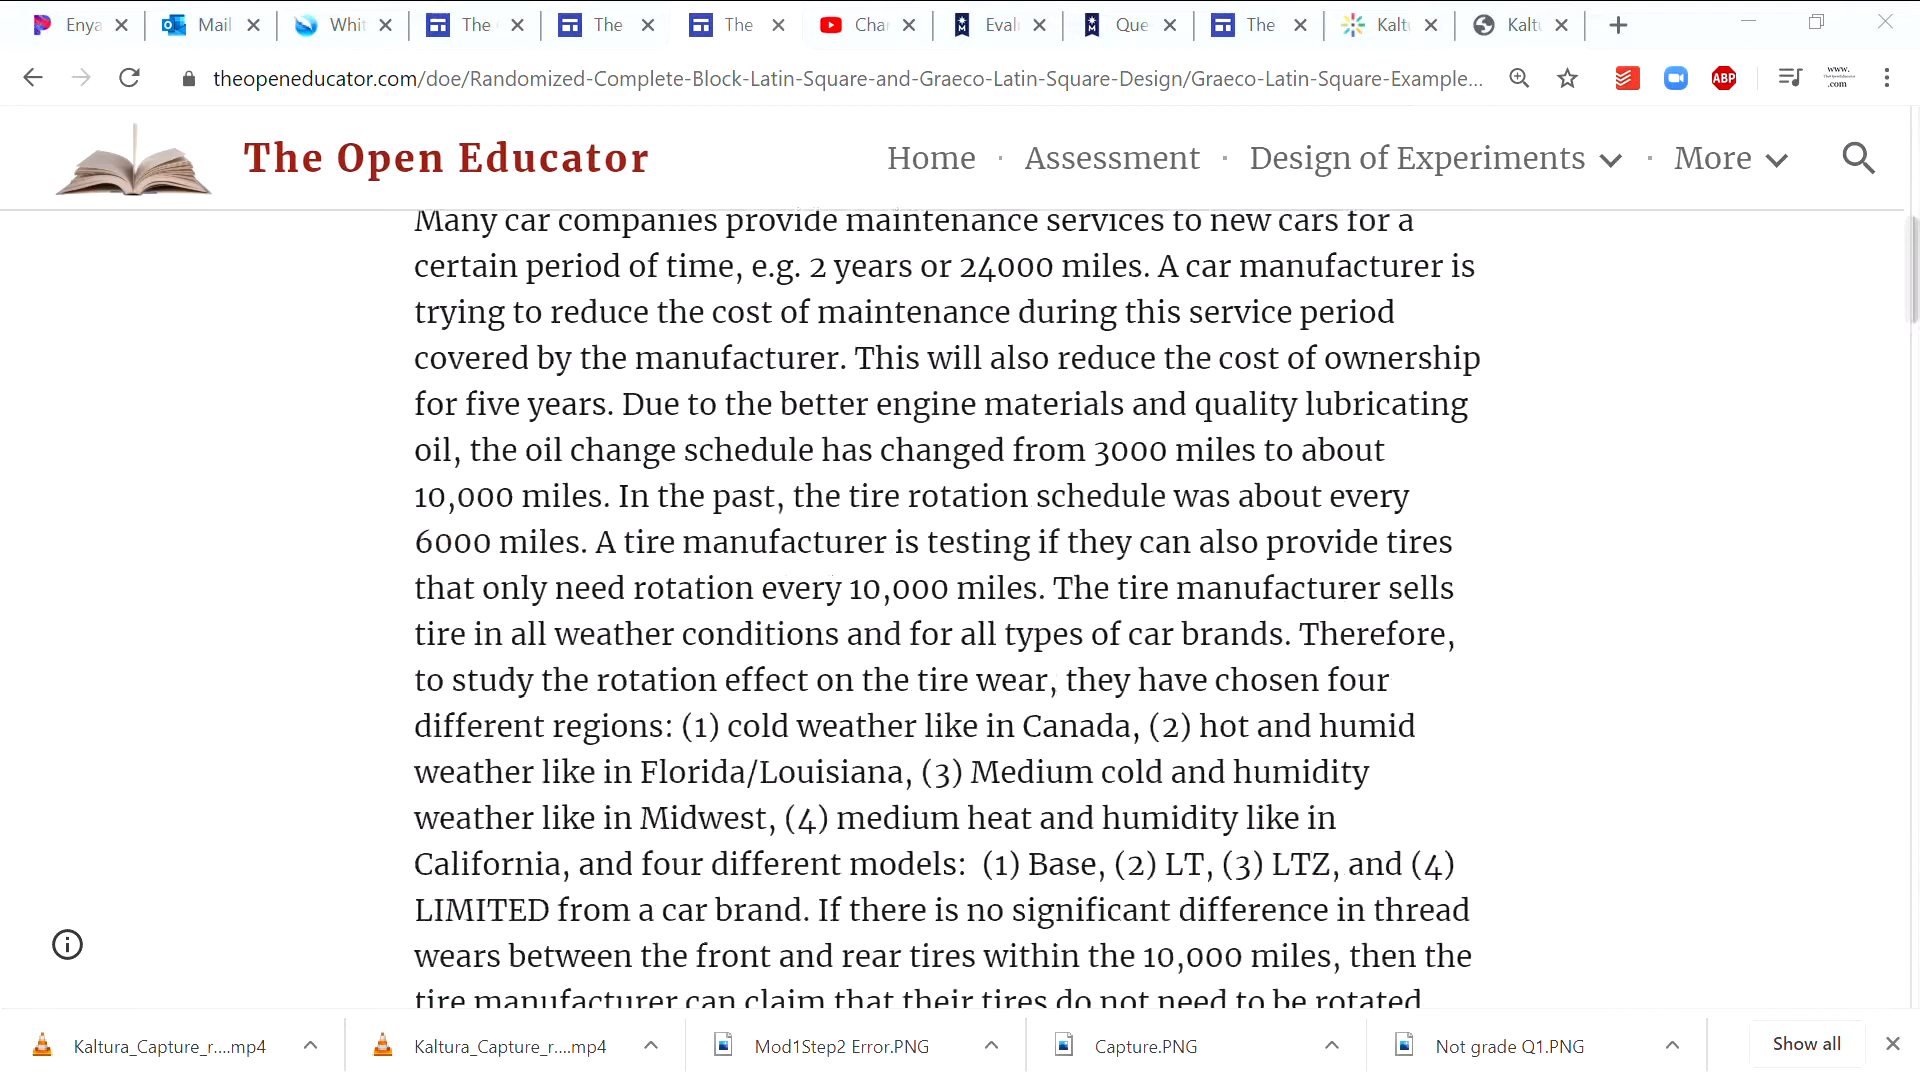 Enya
Mail
Whit
The
The
The
Char
Evalu
Que
The
Kaltu
Kaltu
theopeneducator.com/doe/Randomized-Complete-Block-Latin-Square-and-Graeco-Latin-Square-Design/Graeco-Latin-Square-Example...
ABP
www.
.com
The Open Educator
Home · Assessment · Design of Experiments · More
Many car companies provide maintenance services to new cars for a
certain period of time, e.g. 2 years or 24000 miles. A car manufacturer is
trying to reduce the cost of maintenance during this service period
covered by the manufacturer. This will also reduce the cost of ownership
for five years. Due to the better engine materials and quality lubricating
oil, the oil change schedule has changed from 3000 miles to about
10,000 miles. In the past, the tire rotation schedule was about every
6000 miles. A tire manufacturer is testing if they can also provide tires
that only need rotation every 10,000 miles. The tire manufacturer sells
tire in all weather conditions and for all types of car brands. Therefore,
to study the rotation effect on the tire wear, they have chosen four
different regions: (1) cold weather like in Canada, (2) hot and humid
weather like in Florida/Louisiana, (3) Medium cold and humidity
weather like in Midwest, (4) medium heat and humidity like in
California, and four different models:  (1) Base, (2) LT, (3) LTZ, and (4)
LIMITED from a car brand. If there is no significant difference in thread
wears between the front and rear tires within the 10,000 miles, then the
tire manufacturer can claim that their tires do not need to be rotated
Kaltura_Capture_r....mp4
Kaltura_Capture_r....mp4
Mod1Step2 Error.PNG
Capture.PNG
Not grade Q1.PNG
Show all